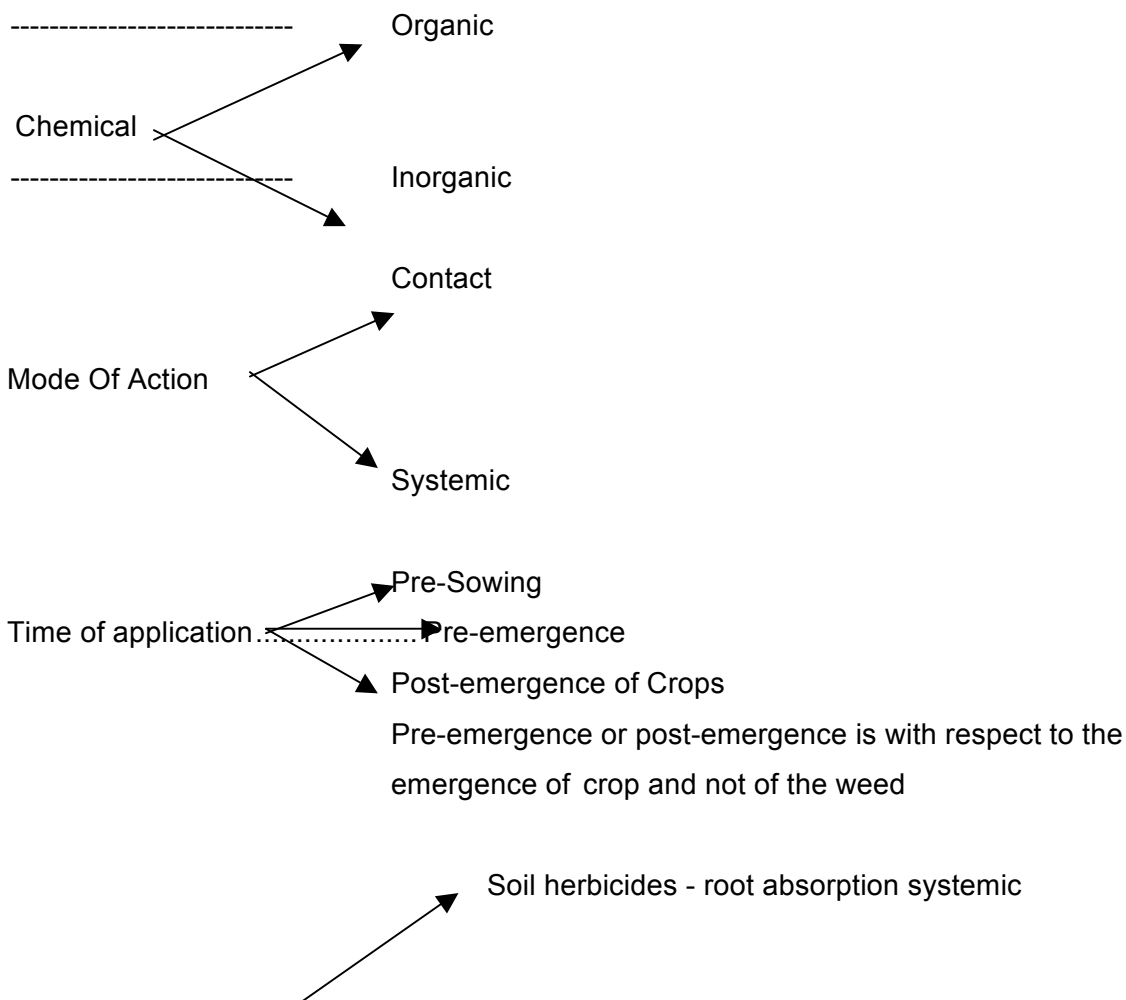 ---------------------------- Organic
Chemical
---------------------------- Inorganic
Contact
Mode Of Action
Systemic
Pre-Sowing
Time of application....................Pre-emergence
Post-emergence of Crops
Pre-emergence or post-emergence is with respect to the
emergence of crop and not of the weed
Soil herbicides - root absorption systemic